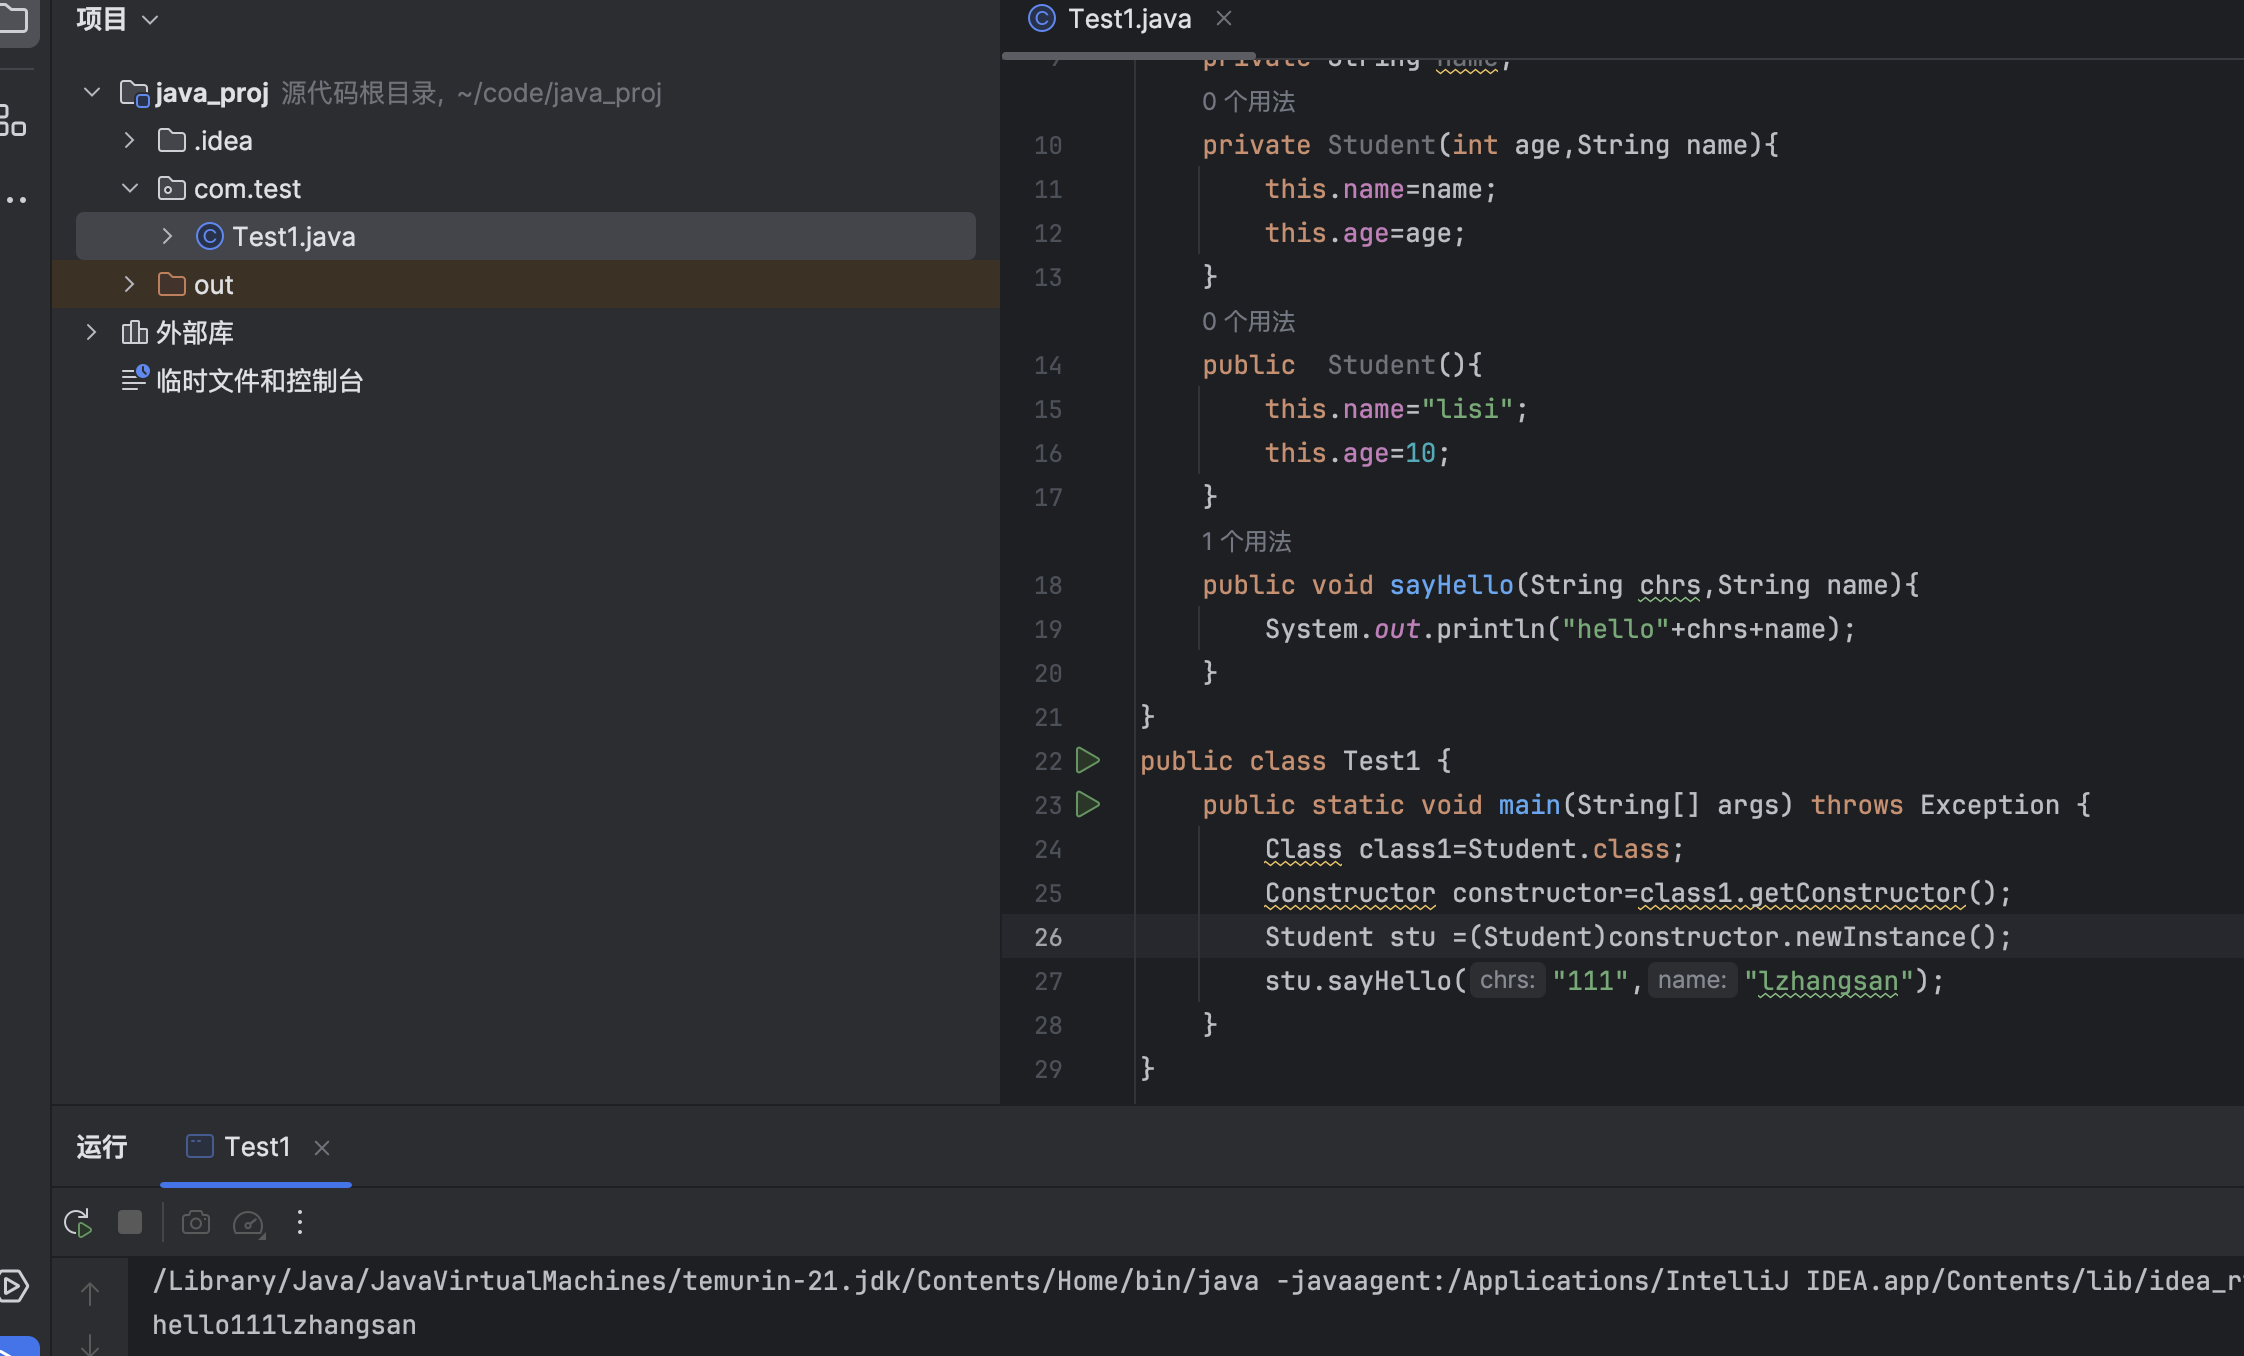 项目
java_proj 源代码根目录, ~/code/java_proj
.idea
com.test
Test1.java
out
外部库
临时文件和控制台
Test1.java
private String name;
0 个用法
10 private Student(int age,String name){
11 this.name=name;
12 this.age=age;
13 }
0 个用法
14 public  Student(){
15 this.name="lisi";
16 this.age=10;
17 }
1 个用法
18 public void sayHello(String chrs,String name){
19 System.out.println("hello"+chrs+name);
20 }
21 }
22 public class Test1 {
23 public static void main(String[] args) throws Exception {
24 Class class1=Student.class;
25 Constructor constructor=class1.getConstructor();
26 Student stu =(Student)constructor.newInstance();
27 stu.sayHello( chrs: "111", name: "lzhangsan");
28 }
29 }
运行 Test1
/Library/Java/JavaVirtualMachines/temurin-21.jdk/Contents/Home/bin/java -javaagent:/Applications/IntelliJ IDEA.app/Contents/lib/idea_r
hello111lzhangsan